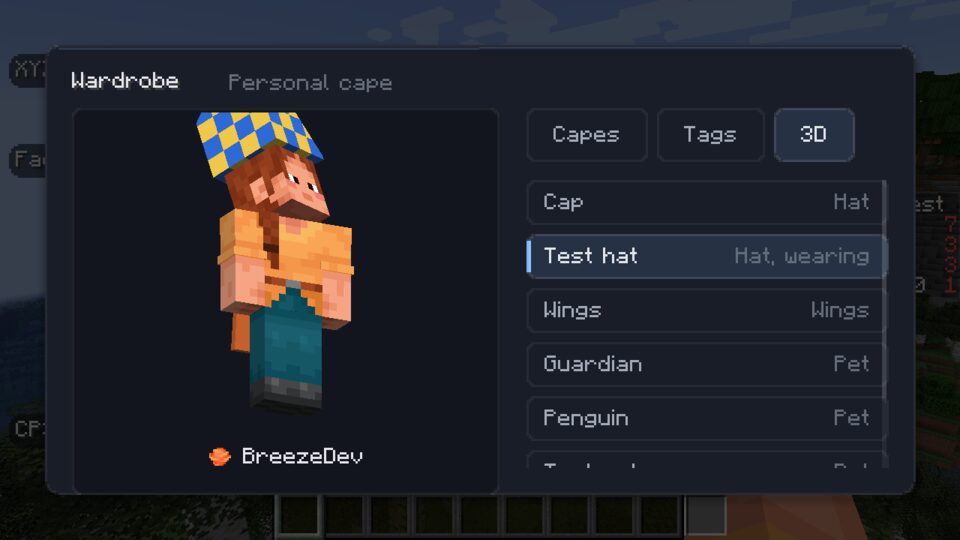 Wardrobe
Personal cape
Capes
Tags
3D
Cap
Hat
Test hat
Hat, wearing
Wings
Wings
Guardian
Pet
Penguin
Pet
BreezeDev